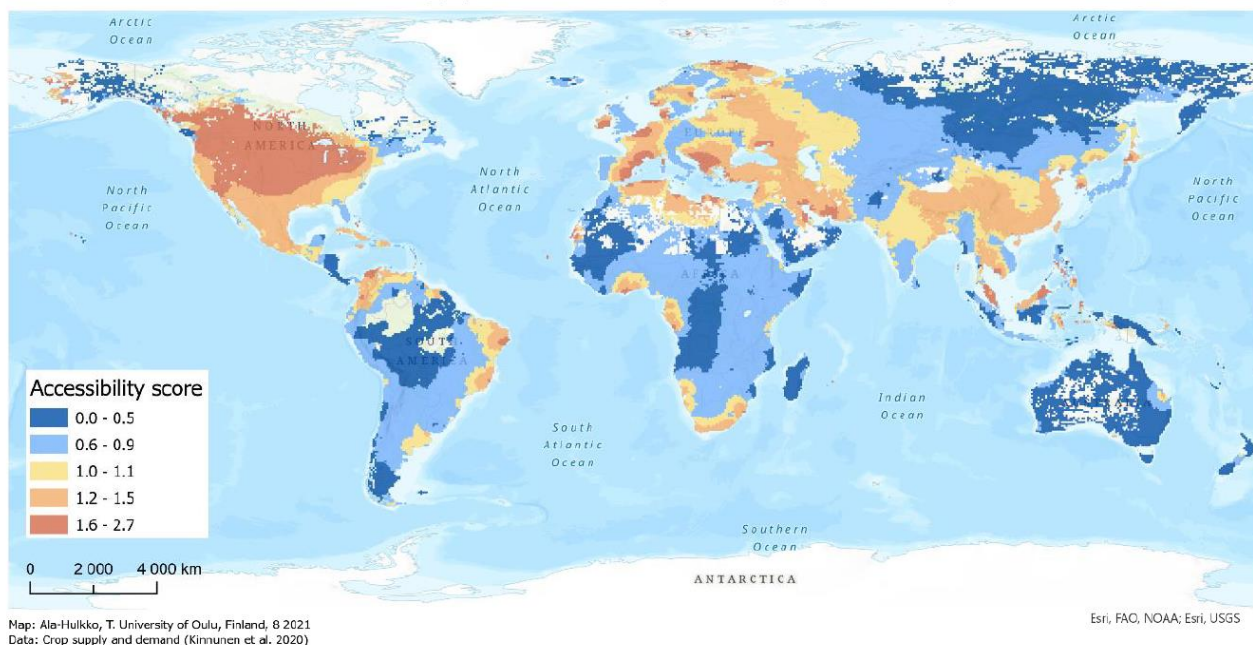 Arctic
Ocean
Arctic
Ocean
NORTH
AMERICA
EUROPE
North
Pacific
Ocean
North
Atlantic
Ocean
North
Pacific
Ocean
AFRICA
SOUTH
AMERICA
Indian
Ocean
AUSTRALIA
South
Atlantic
Ocean
Accessibility score
0.0 - 0.5
0.6 - 0.9
1.0 - 1.1
1.2 - 1.5
1.6 - 2.7
Southern
Ocean
0 2 000 4 000 km
ANTARCTICA
Map: Ala-Hulkko, T. University of Oulu, Finland, 8 2021
Data: Crop supply and demand (Kinnunen et al. 2020)
Esri, FAO, NOAA; Esri, USGS